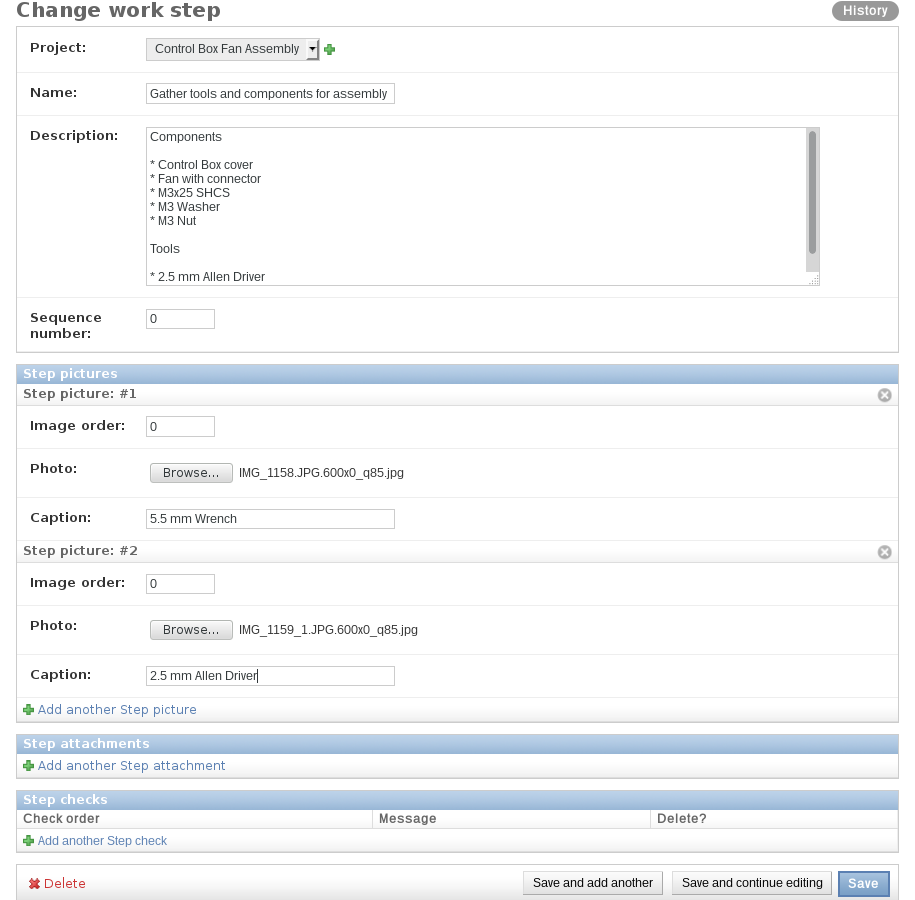 Change work step
History
Project:
Control Box Fan Assembly
Name:
Gather tools and components for assembly
Description:
Components
* Control Box cover
* Fan with connector
* M3x25 SHCS
* M3 Washer
* M3 Nut
Tools
* 2.5 mm Allen Driver
Sequence
number:
0
Step pictures
Step picture: #1
Image order:
0
Photo:
Browse...
IMG_1158.JPG.600x0_q85.jpg
Caption:
5.5 mm Wrench
Step picture: #2
Image order:
0
Photo:
Browse...
IMG_1159_1.JPG.600x0_q85.jpg
Caption:
2.5 mm Allen Driver
Add another Step picture
Step attachments
Add another Step attachment
Step checks
Check order Message Delete?
Add another Step check
Delete
Save and add another
Save and continue editing
Save